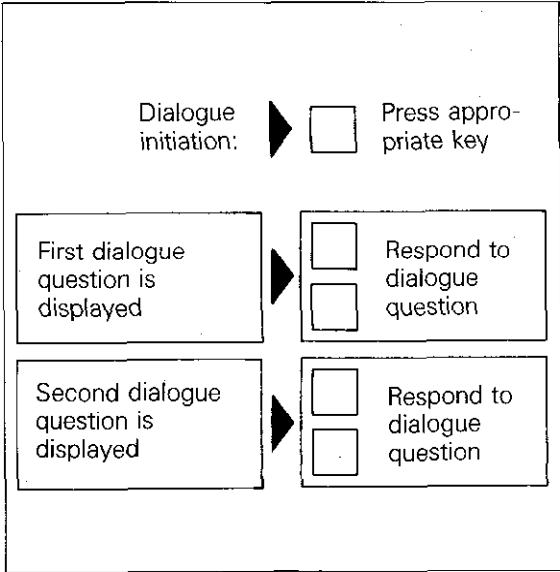 Dialogue
initiation:
Press appro-
priate key
First dialogue
question is
displayed
Respond to
dialogue
question
Second dialogue
question is
displayed
Respond to
dialogue
question